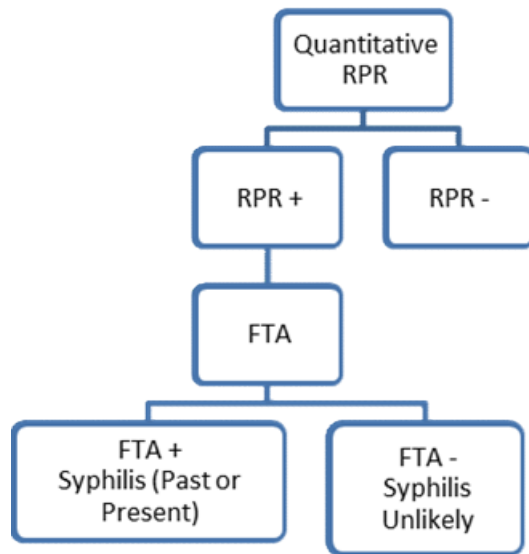 Quantitative
RPR
RPR +
RPR -
FTA
FTA +
Syphilis (Past or
Present)
FTA -
Syphilis
Unlikely